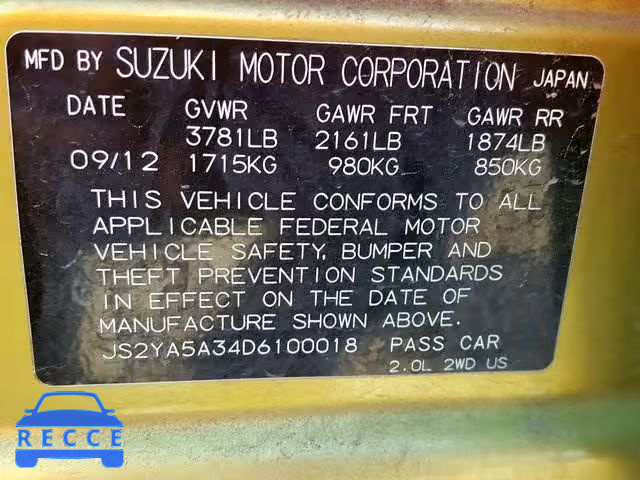 MFD BY SUZUKI MOTOR CORPORATION JAPAN
DATE GVWR GAWR FRT GAWR RR
3781LB 2161LB 1874LB
09/12 1715KG 980KG 850KG
THIS VEHICLE CONFORMS TO ALL
APPLICABLE FEDERAL MOTOR
VEHICLE SAFETY, BUMPER AND
THEFT PREVENTION STANDARDS
IN EFFECT ON THE DATE OF
MANUFACTURE SHOWN ABOVE.
JS2YA5A34D6100018 PASS CAR
2.0L 2WD US
RECCE